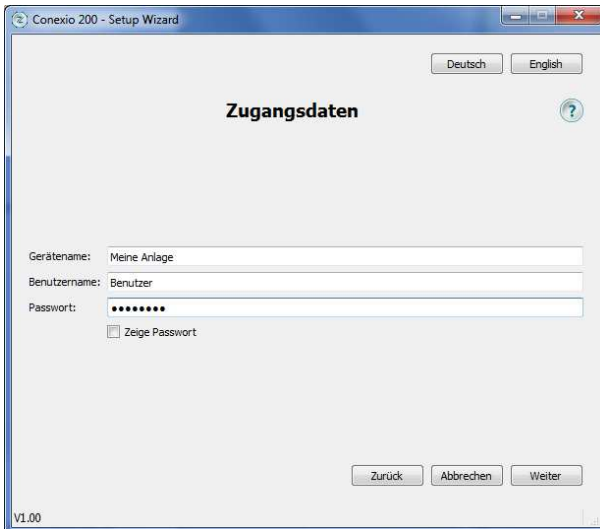 Conexio 200 - Setup Wizard
Deutsch English
Zugangsdaten
?
Gerätename: Meine Anlage
Benutzername: Benutzer
Passwort: ●●●●●●●●
Zeige Passwort
Zurück Abbrechen Weiter
V1.00